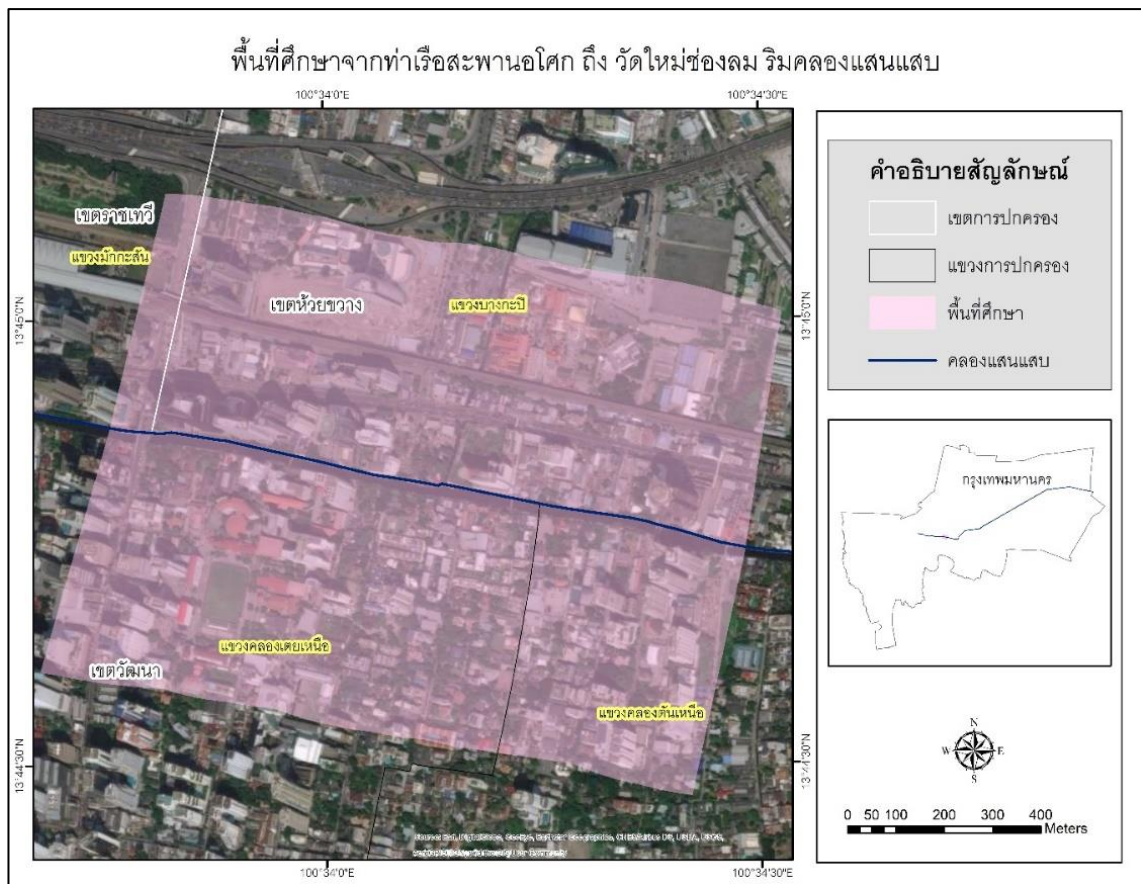 พื้นที่ศึกษาจากท่าเรือสะพานอโศก ถึง วัดใหม่ช่องลม ริมคลองแสนแสบ
100°34'0"E
100°34'30"E
เขตราชเทวี
แขวงมักกะสัน
เขตห้วยขวาง
แขวงบางกะปิ
13°45'0"N
13°45'0"N
แขวงคลองเตยเหนือ
เขตวัฒนา
แขวงคลองตันเหนือ
13°44'30"N
13°44'30"N
100°34'0"E
100°34'30"E
คำอธิบายสัญลักษณ์
เขตการปกครอง
แขวงการปกครอง
พื้นที่ศึกษา
คลองแสนแสบ
กรุงเทพมหานคร
N
W E
S
0 50 100 200 300 400
Meters